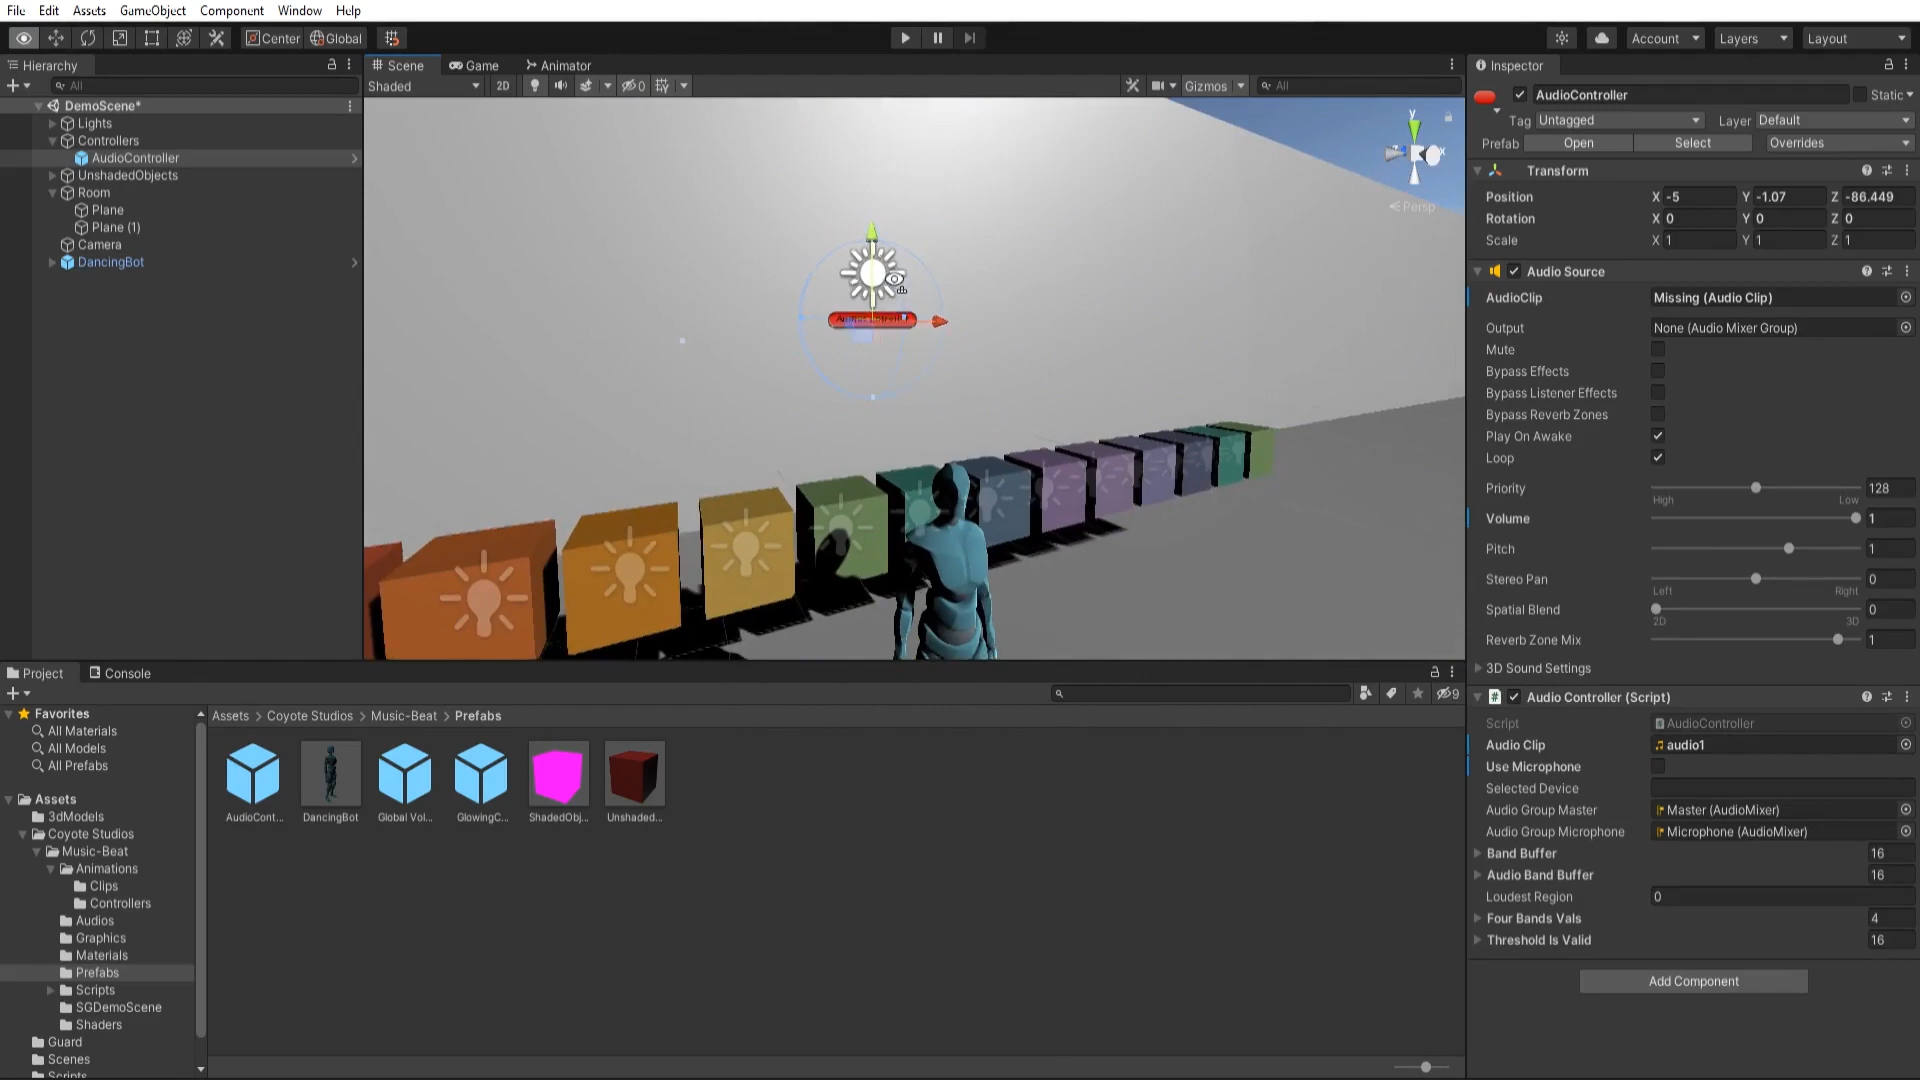 File Edit Assets GameObject Component Window Help
Center Global
Account Layers Layout
Hierarchy
Scene Game Animator
Inspector
All
Shaded 2D 0 Gizmos All
AudioController Static
DemoScene*
Lights
Controllers
AudioController
UnshadedObjects
Room
Plane
Plane (1)
Camera
DancingBot
y
x
Persp
Tag Untagged Layer Default
Prefab Open Select Overrides
Transform
Position X -5 Y -1.07 Z -86.449
Rotation X 0 Y 0 Z 0
Scale X 1 Y 1 Z 1
Audio Source
AudioClip Missing (Audio Clip)
Output None (Audio Mixer Group)
Mute
Bypass Effects
Bypass Listener Effects
Bypass Reverb Zones
Play On Awake
Loop
Priority 128
High Low
Volume 1
Pitch 1
Stereo Pan 0
Left Right
Spatial Blend 0
2D 3D
Reverb Zone Mix 1
3D Sound Settings
Audio Controller (Script)
Script AudioController
Audio Clip audio1
Use Microphone
Selected Device
Audio Group Master Master (AudioMixer)
Audio Group Microphone Microphone (AudioMixer)
Band Buffer 16
Audio Band Buffer 16
Loudest Region 0
Four Bands Vals 4
Threshold Is Valid 16
Add Component
Project Console
9
Favorites
All Materials
All Models
All Prefabs
Assets
3dModels
Coyote Studios
Music-Beat
Animations
Clips
Controllers
Audios
Graphics
Materials
Prefabs
Scripts
SGDemoScene
Shaders
Guard
Scenes
Scripts
Assets > Coyote Studios > Music-Beat > Prefabs
AudioCont... DancingBot Global Vol... GlowingC... ShadedObj... Unshaded...